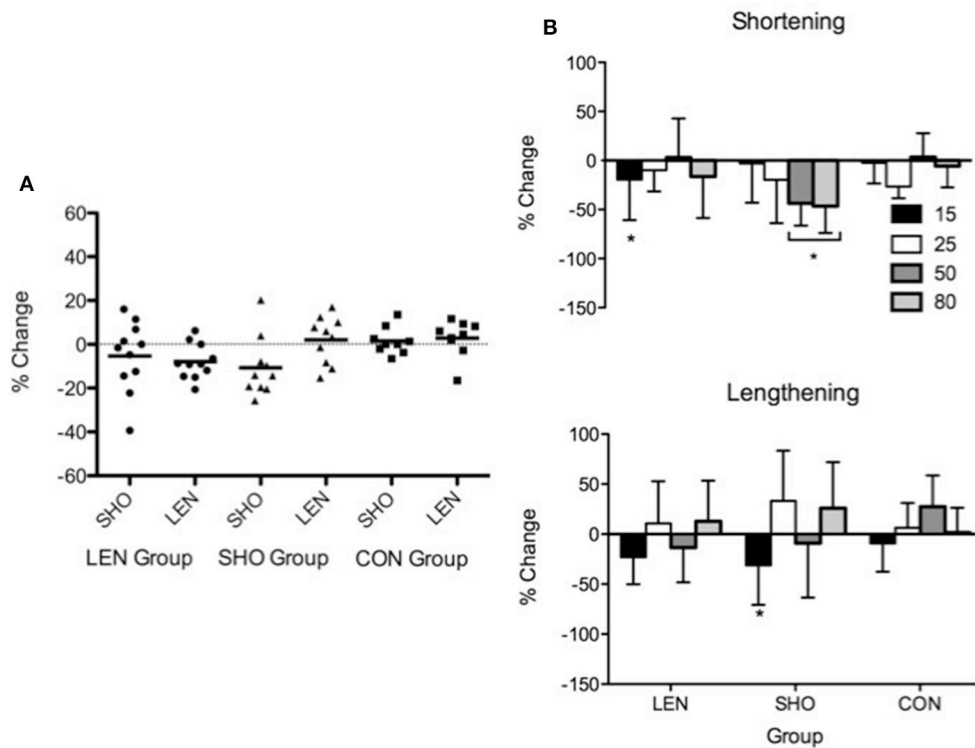 A
% Change
60
40
20
0
-20
-40
-60
SHO
LEN
SHO
LEN
SHO
LEN
LEN Group
SHO Group
CON Group
B
Shortening
% Change
100
50
0
-50
-100
-150
*
*
15
25
50
80
Lengthening
% Change
100
50
0
-50
-100
-150
*
LEN
SHO
CON
Group